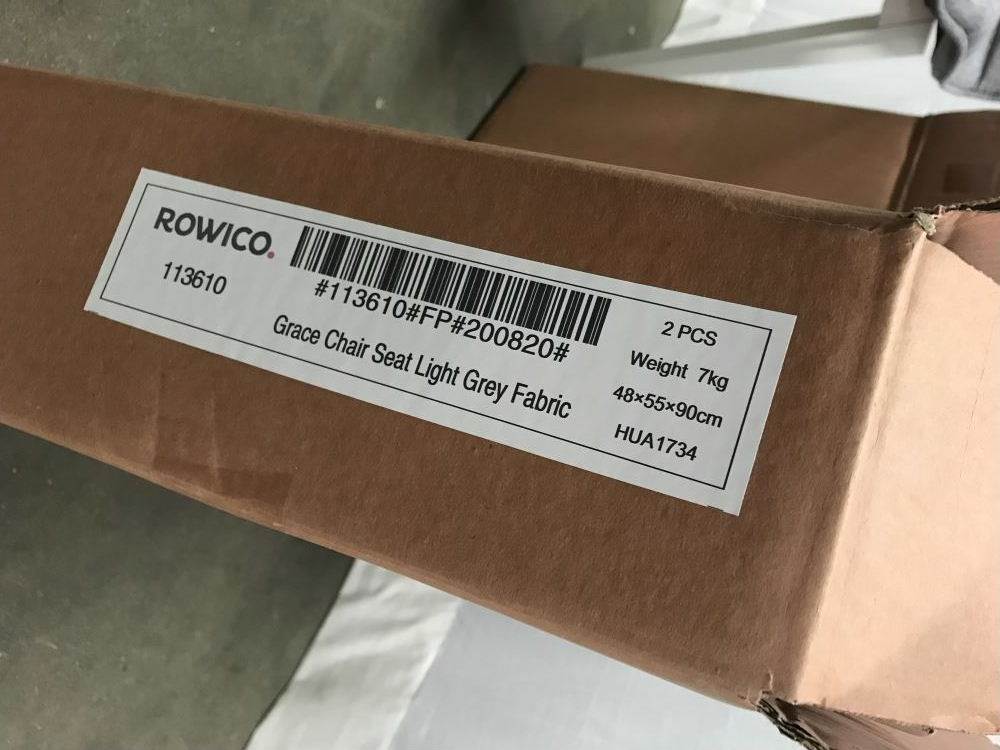 ROWICO.
113610
#113610#FP#200820#
Grace Chair Seat Light Grey Fabric
2 PCS
Weight 7kg
48×55×90cm
HUA1734